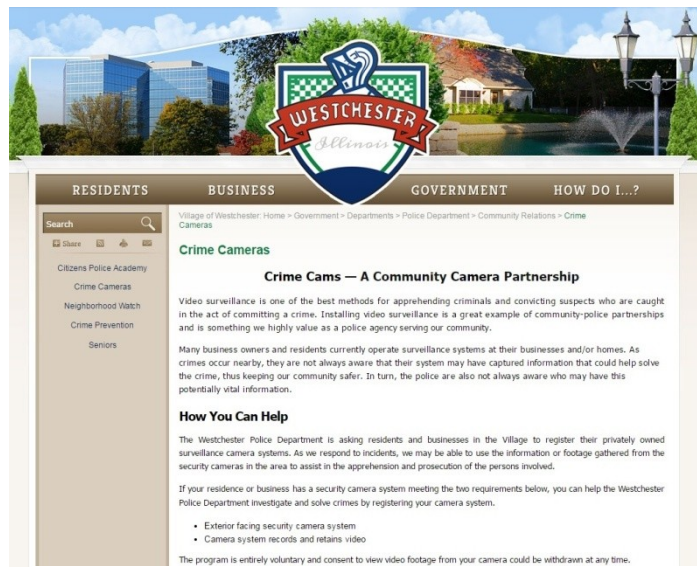 WESTCHESTER
Illinois
RESIDENTS
BUSINESS
GOVERNMENT
HOW DO I...?
Search
Share
Citizens Police Academy
Crime Cameras
Neighborhood Watch
Crime Prevention
Seniors
Village of Westchester: Home > Government > Departments > Police Department > Community Relations > Crime
Cameras
Crime Cameras
Crime Cams — A Community Camera Partnership
Video surveillance is one of the best methods for apprehending criminals and convicting suspects who are caught
in the act of committing a crime. Installing video surveillance is a great example of community-police partnerships
and is something we highly value as a police agency serving our community.
Many business owners and residents currently operate surveillance systems at their businesses and/or homes. As
crimes occur nearby, they are not always aware that their system may have captured information that could help solve
the crime, thus keeping our community safer. In turn, the police are also not always aware who may have this
potentially vital information.
How You Can Help
The Westchester Police Department is asking residents and businesses in the Village to register their privately owned
surveillance camera systems. As we respond to incidents, we may be able to use the information or footage gathered from the
security cameras in the area to assist in the apprehension and prosecution of the persons involved.
If your residence or business has a security camera system meeting the two requirements below, you can help the Westchester
Police Department investigate and solve crimes by registering your camera system.
• Exterior facing security camera system
• Camera system records and retains video
The program is entirely voluntary and consent to view video footage from your camera could be withdrawn at any time.